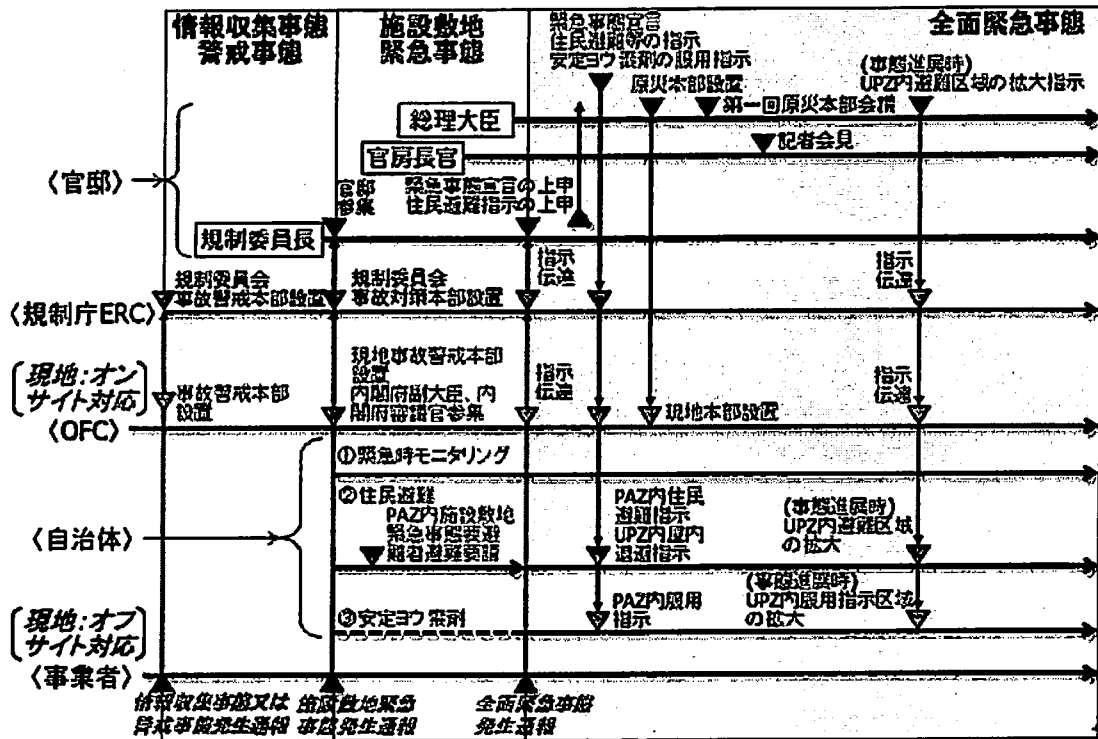 情報収集事態
警戒事態
施設敷地
緊急事態
全面緊急事態
緊急事態宣言
住民避難等の指示
安定ヨウ素剤の服用指示
原災本部設置
第一回原災本部会議
(事態進展時)
UPZ内避難区域の拡大指示
総理大臣
官房長官
記者会見
〈官邸〉
官邸
参集
緊急事態宣言の上申
住民避難指示の上申
規制委員長
指示
伝達
指示
伝達
規制委員会
事故警戒本部設置
規制委員会
事故対策本部設置
〈規制庁ERC〉
現地:オン
サイト対応
事故警戒本部
設置
現地事故警戒本部
設置
内閣府副大臣、内
閣府審議官参集
指示
伝達
現地本部設置
指示
伝達
〈OFC〉
①緊急時モニタリング
②住民避難
PAZ内施設敷地
緊急事態要避
難者避難要請
PAZ内住民
避難指示
UPZ内屋内
退避指示
(事態進展時)
UPZ内避難区域
の拡大
〈自治体〉
③安定ヨウ素剤
PAZ内服用
指示
(事態進展時)
UPZ内服用指示区域
の拡大
現地:オフ
サイト対応
〈事業者〉
情報収集事態又は
警戒事態発生通報
施設敷地緊急
事態発生通報
全面緊急事態
発生通報